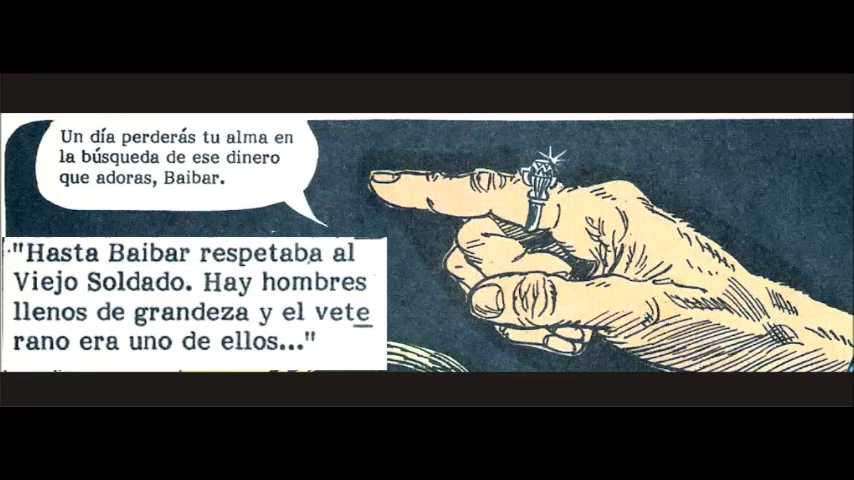 Un día perderás tu alma en
la búsqueda de ese dinero
que adoras, Baibar.
"Hasta Baibar respetaba al
Viejo Soldado. Hay hombres
llenos de grandeza y el vete
rano era uno de ellos..."